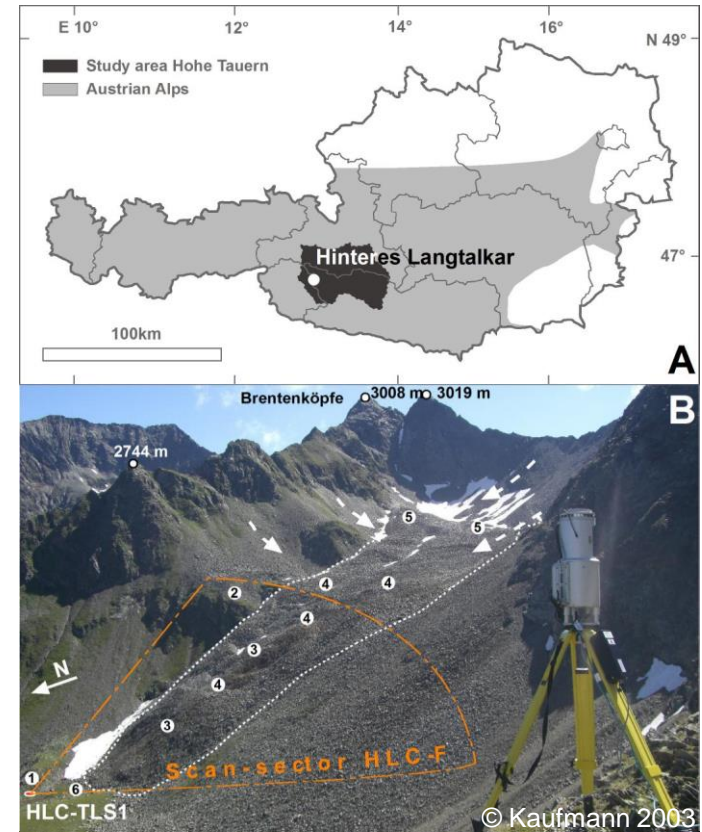 E 10°
12°
14°
16°
N 49°
Study area Hohe Tauern
Austrian Alps
Hinteres Langtalkar
47°
100km
A
B
Brentenköpfe
3008 m
3019 m
2744 m
5
5
2
4
4
4
3
N
4
3
Scan-sector HLC-F
1
6
HLC-TLS1
© Kaufmann 2003